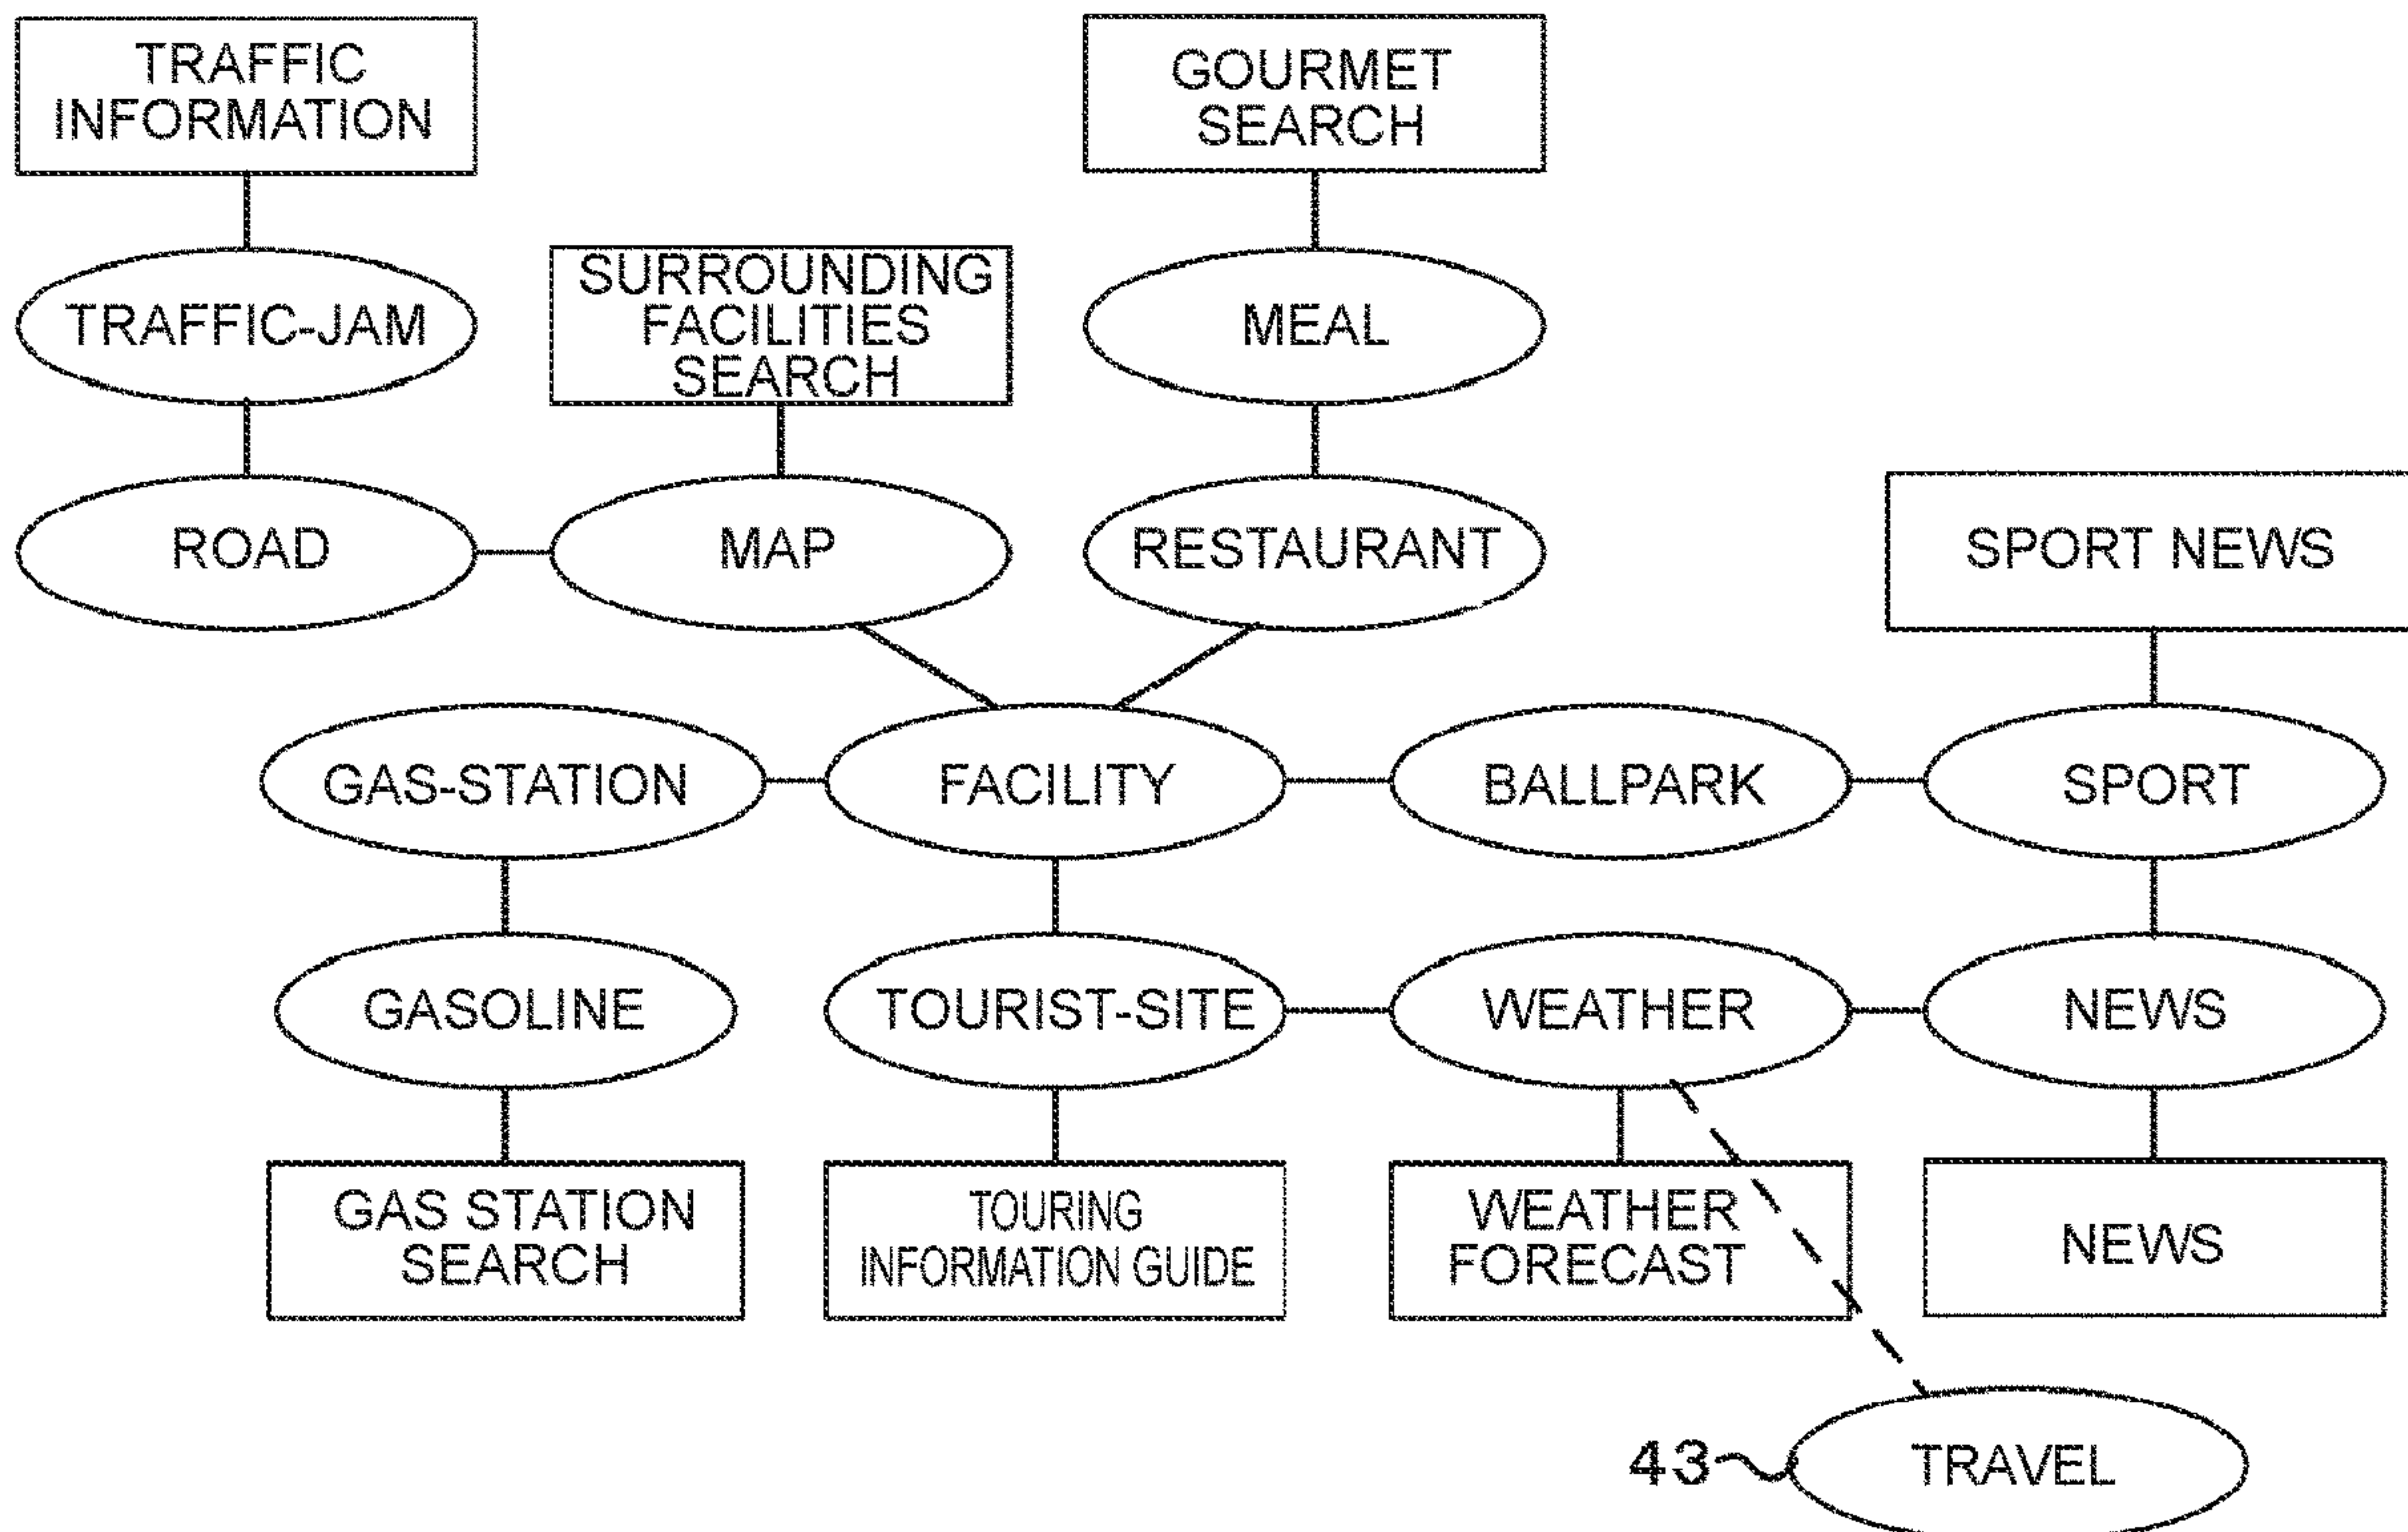 TRAFFIC
INFORMATION
GOURMET
SEARCH
TRAFFIC-JAM
SURROUNDING
FACILITIES
SEARCH
MEAL
ROAD
MAP
RESTAURANT
SPORT NEWS
GAS-STATION
FACILITY
BALLPARK
SPORT
GASOLINE
TOURIST-SITE
WEATHER
NEWS
GAS STATION
SEARCH
TOURING
INFORMATION GUIDE
WEATHER
FORECAST
NEWS
43
TRAVEL